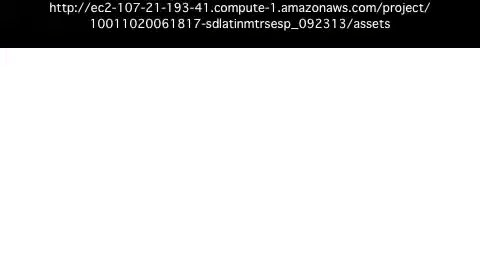 http://ec2-107-21-193-41.compute-1.amazonaws.com/project/
10011020061817-sdlatinmtrsesp_092313/assets